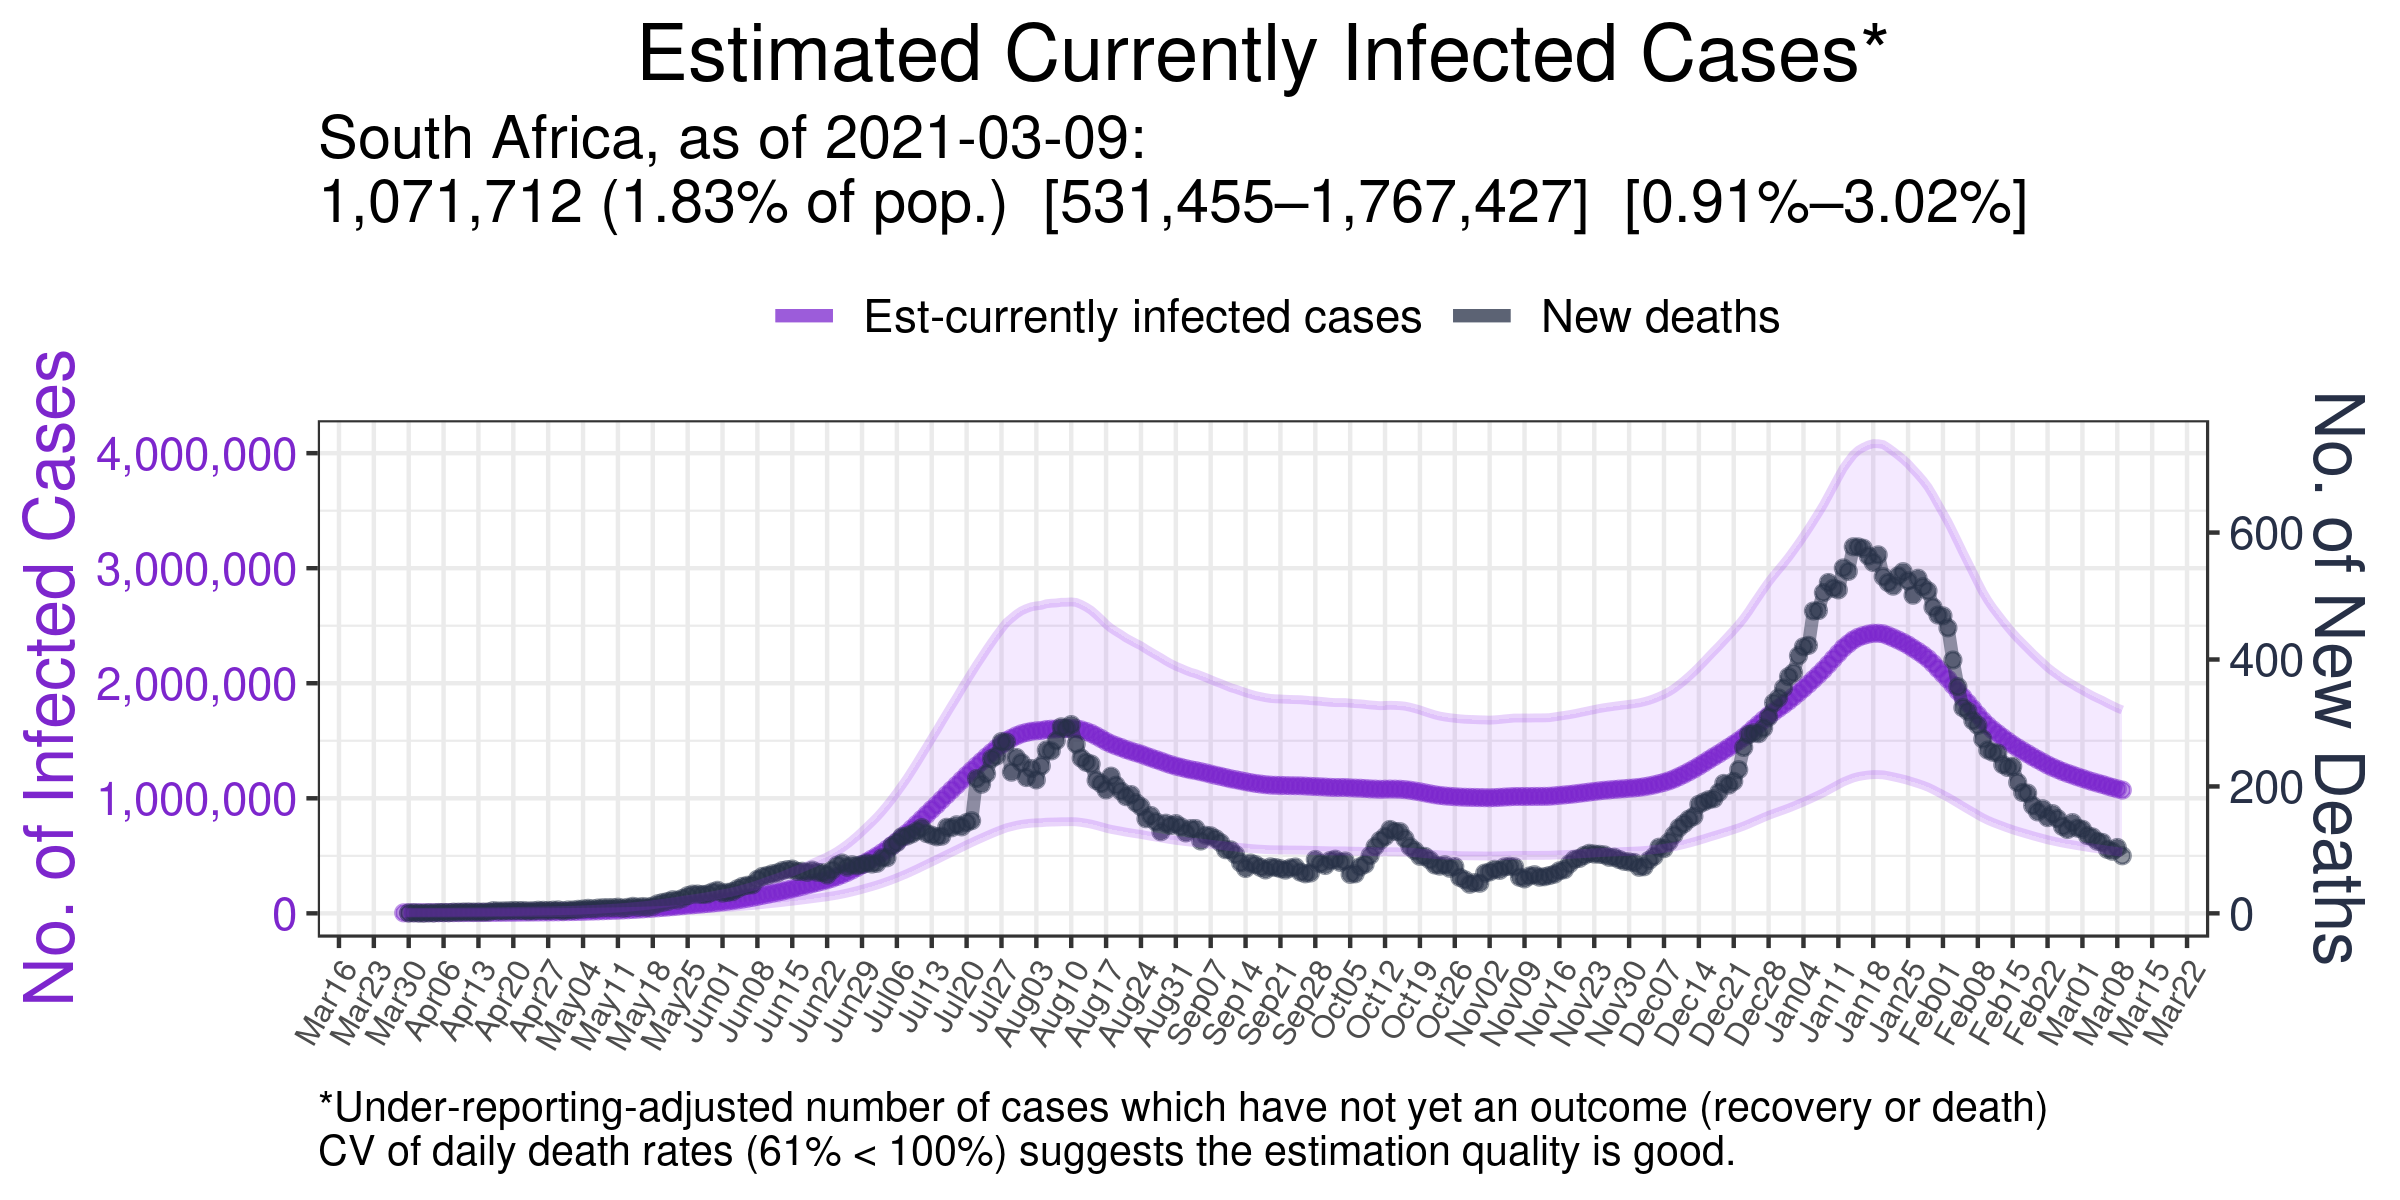 Estimated Currently Infected Cases*
South Africa, as of 2021-03-09:
1,071,712 (1.83% of pop.)  [531,455–1,767,427]  [0.91%–3.02%]
Est-currently infected cases
New deaths
No. of Infected Cases
4,000,000
3,000,000
2,000,000
1,000,000
0
600
400
200
0
No. of New Deaths
Mar16
Mar23
Mar30
Apr06
Apr13
Apr20
Apr27
May04
May11
May18
May25
Jun01
Jun08
Jun15
Jun22
Jun29
Jul06
Jul13
Jul20
Jul27
Aug03
Aug10
Aug17
Aug24
Aug31
Sep07
Sep14
Sep21
Sep28
Oct05
Oct12
Oct19
Oct26
Nov02
Nov09
Nov16
Nov23
Nov30
Dec07
Dec14
Dec21
Dec28
Jan04
Jan11
Jan18
Jan25
Feb01
Feb08
Feb15
Feb22
Mar01
Mar08
Mar15
Mar22
*Under-reporting-adjusted number of cases which have not yet an outcome (recovery or death)
CV of daily death rates (61% < 100%) suggests the estimation quality is good.